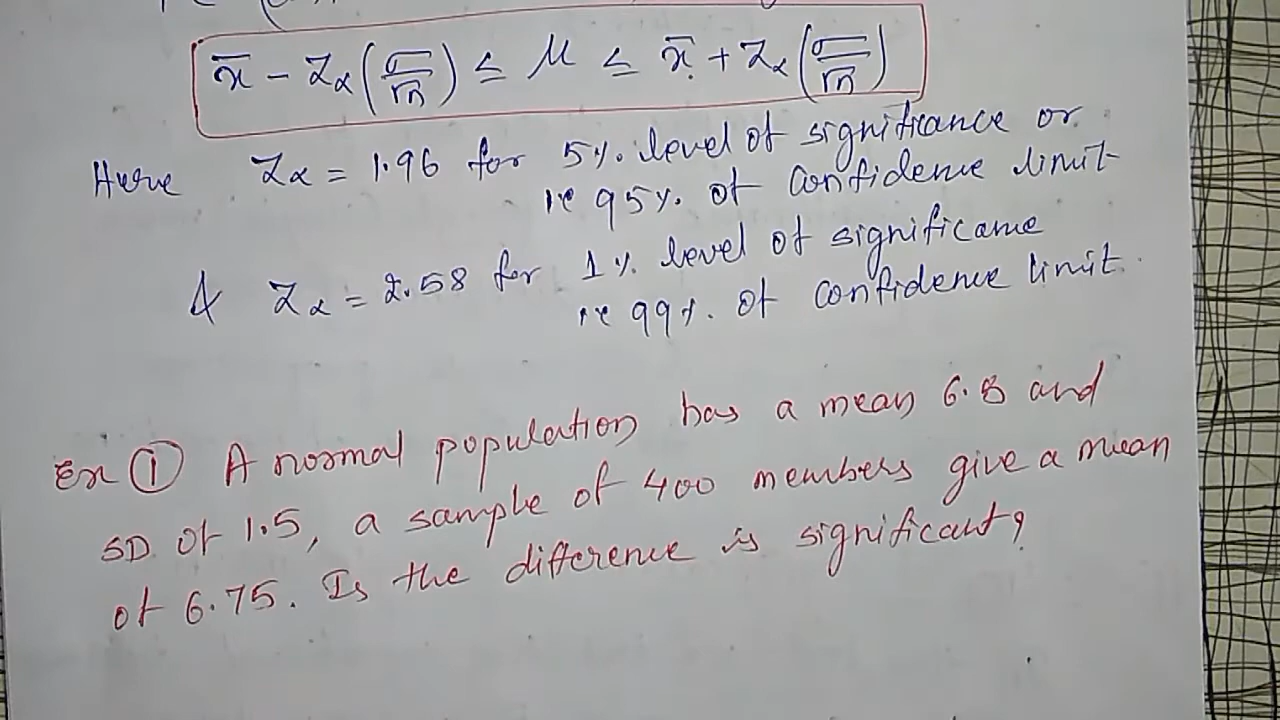 x̄ - Zα(σ/√n) ≤ μ ≤ x̄ + Zα(σ/√n)
Here Zα = 1.96 for 5%. level of significance or
ie 95%. of confidence limit
& Zα = 2.58 for 1%. level of significance
ie 99%. of confidence limit.
Ex ① A normal population has a mean 6.8 and
SD of 1.5, a sample of 400 members give a mean
of 6.75. Is the difference is significant?